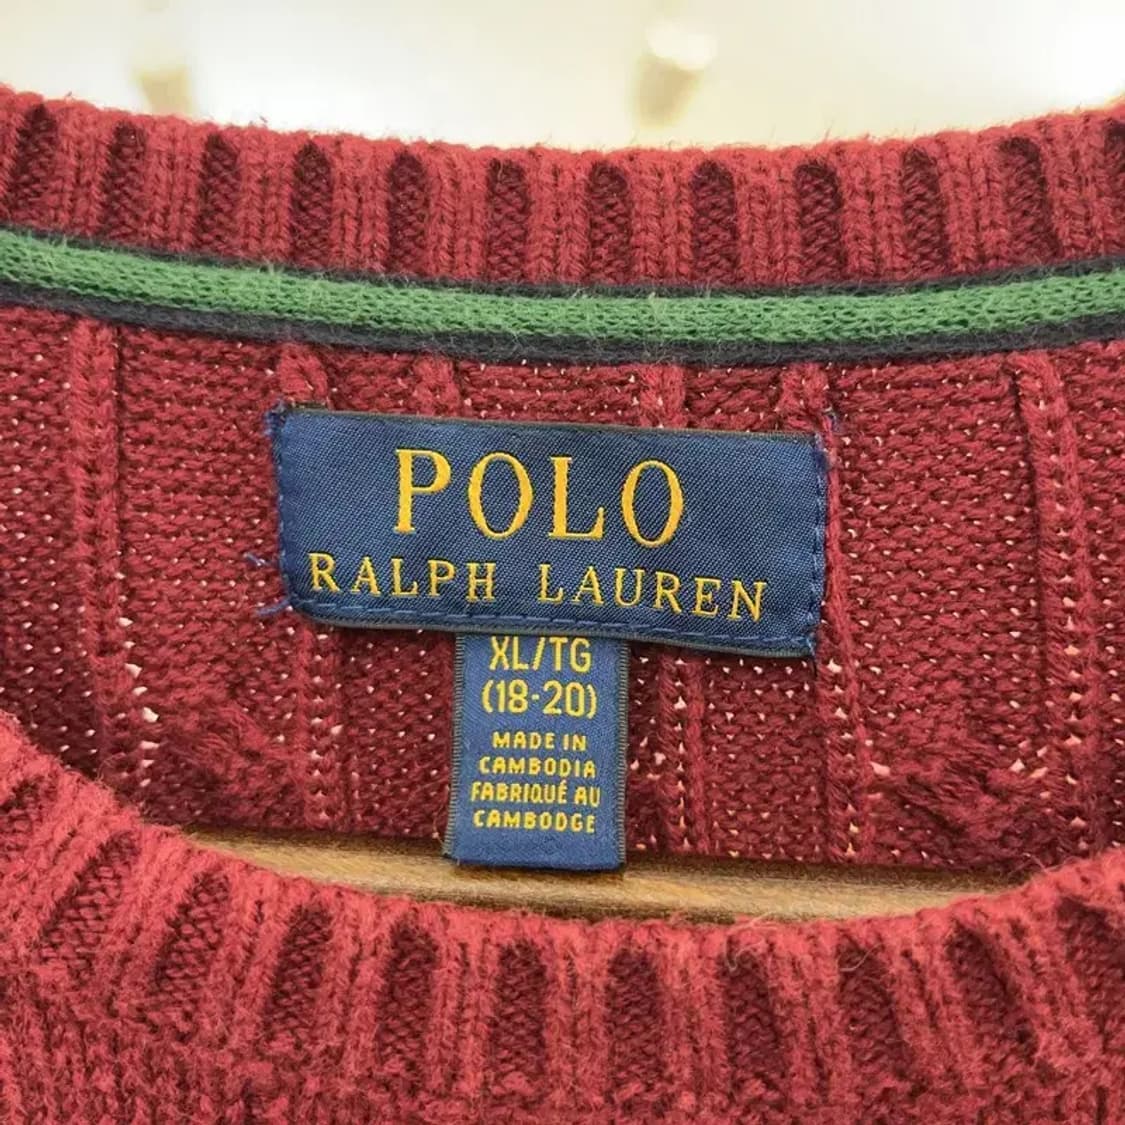 POLO
RALPH LAUREN
XL/TG
(18-20)
MADE IN
CAMBODIA
FABRIQUÉ AU
CAMBODGE